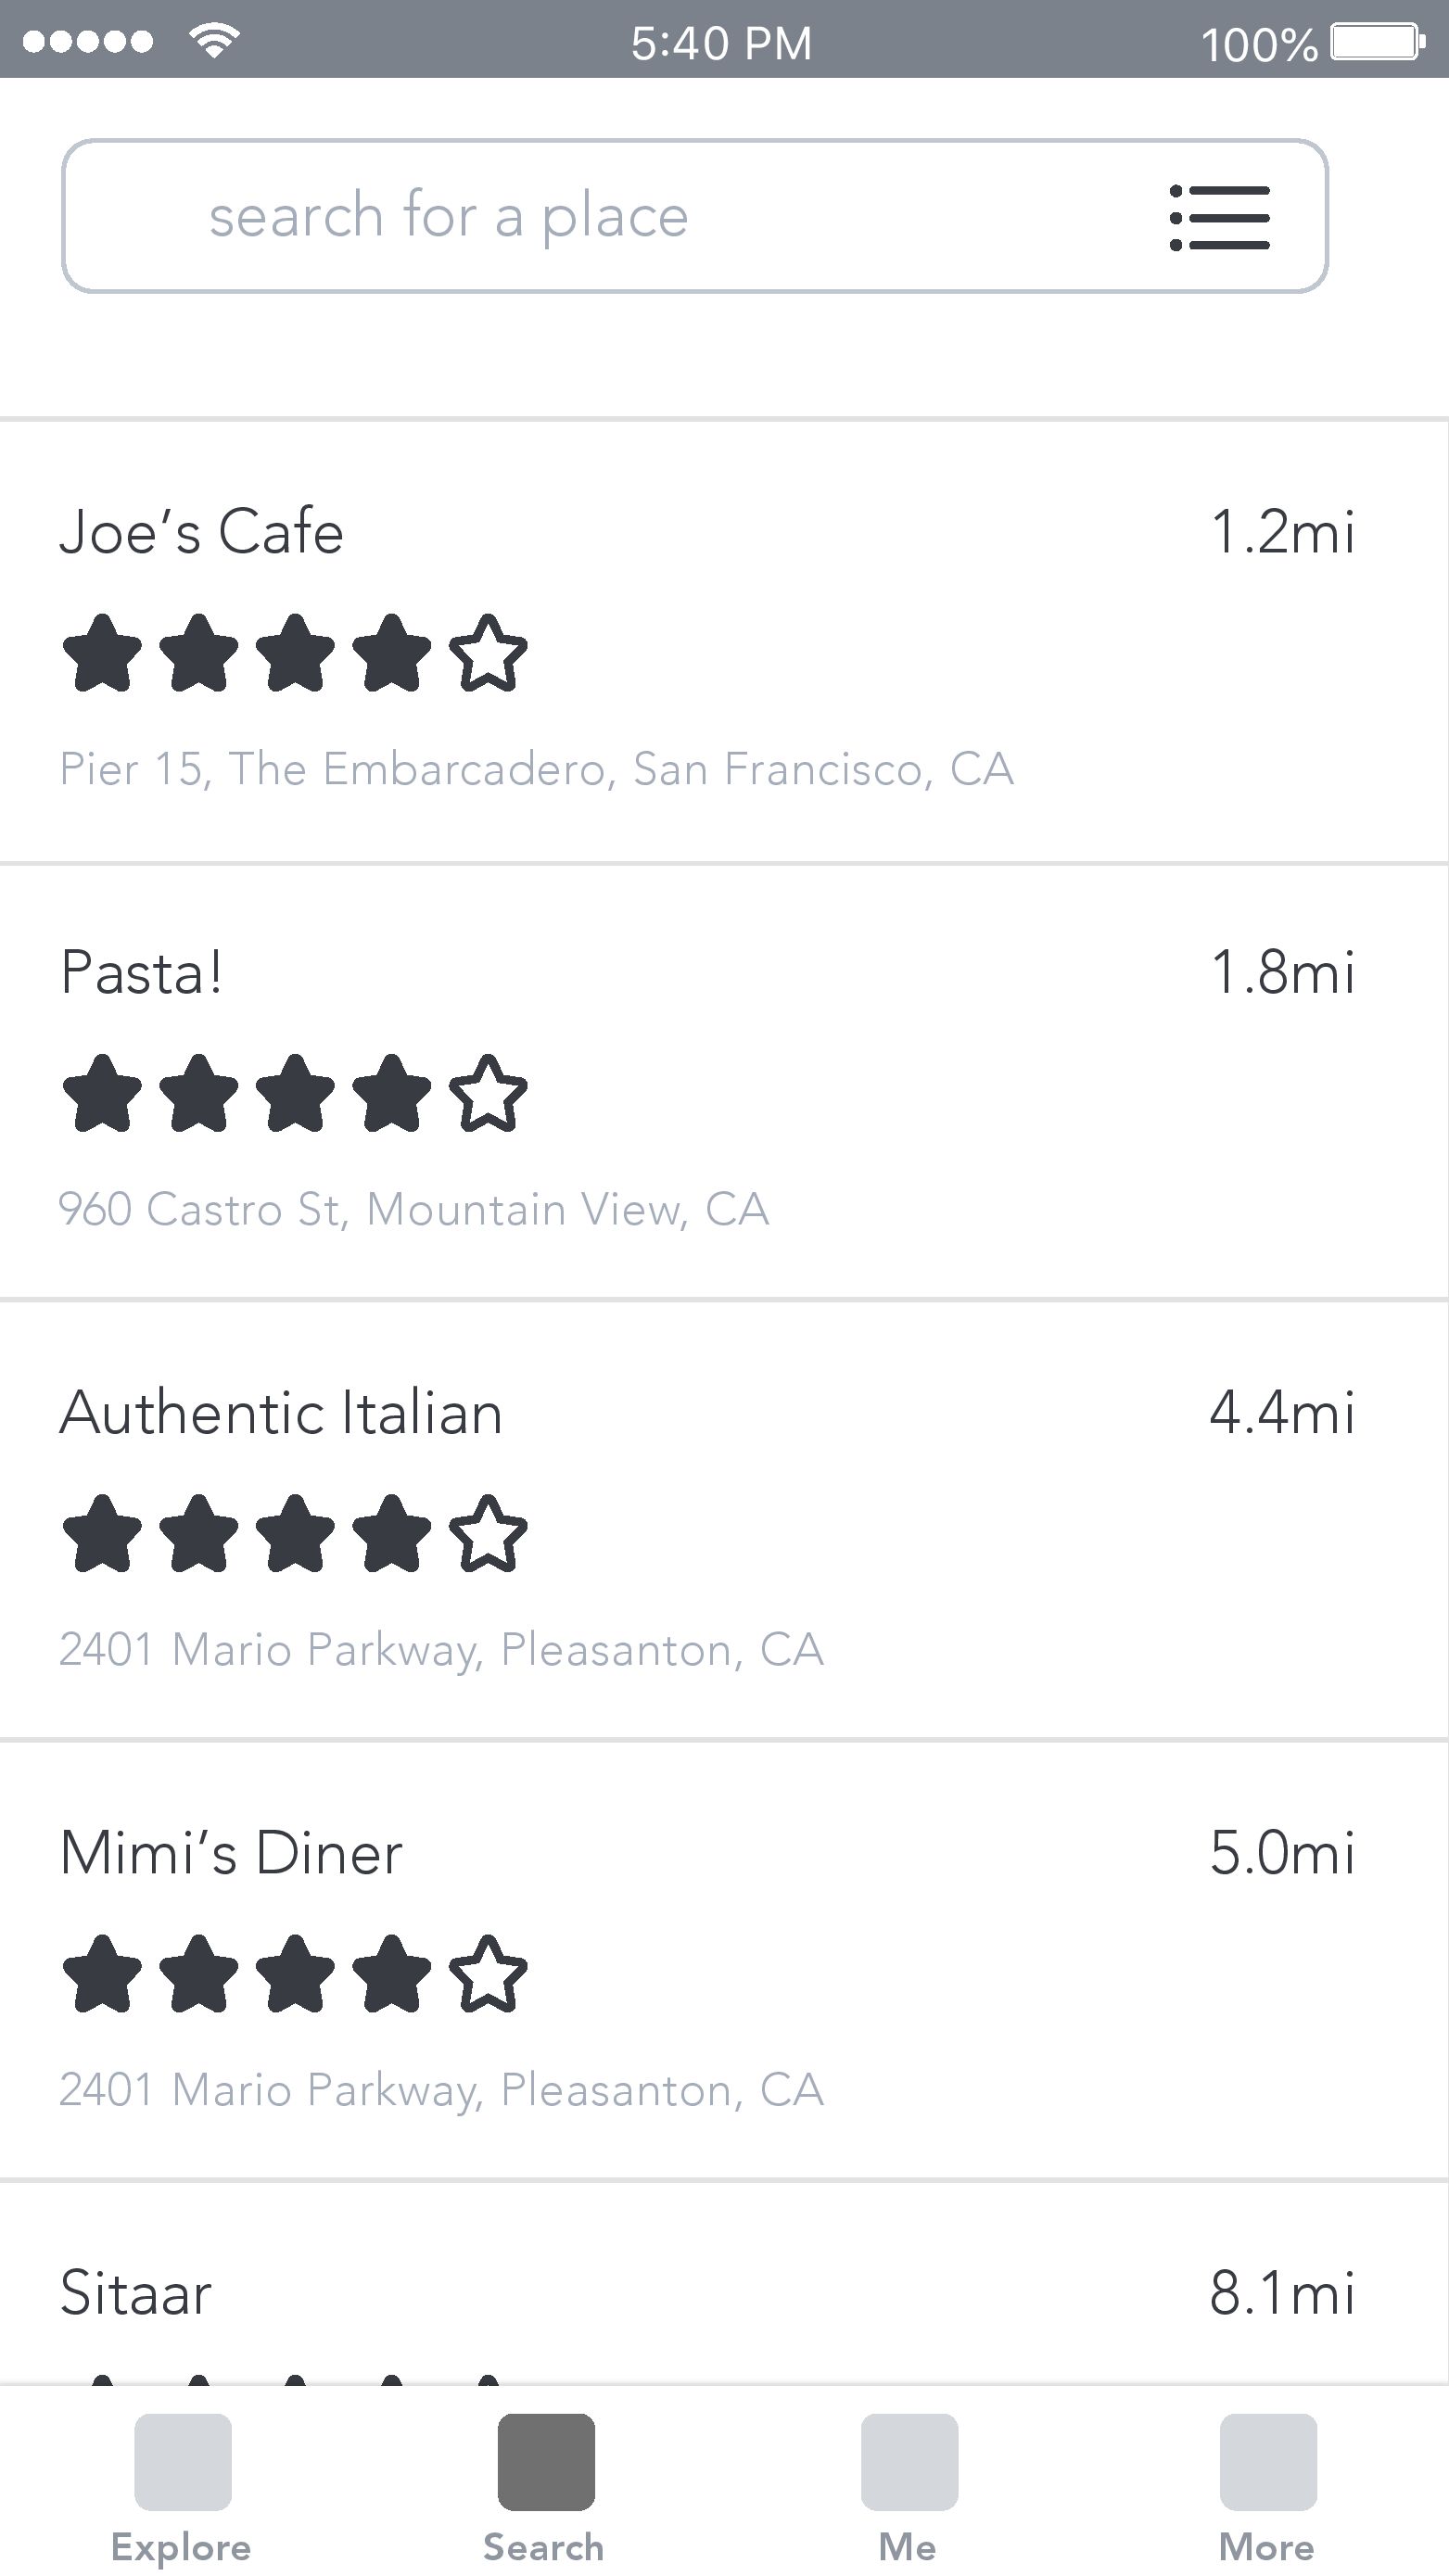 5:40 PM
100%
search for a place
Joe’s Cafe
1.2mi
Pier 15, The Embarcadero, San Francisco, CA
Pasta!
1.8mi
960 Castro St, Mountain View, CA
Authentic Italian
4.4mi
2401 Mario Parkway, Pleasanton, CA
Mimi’s Diner
5.0mi
2401 Mario Parkway, Pleasanton, CA
Sitaar
8.1mi
Explore
Search
Me
More